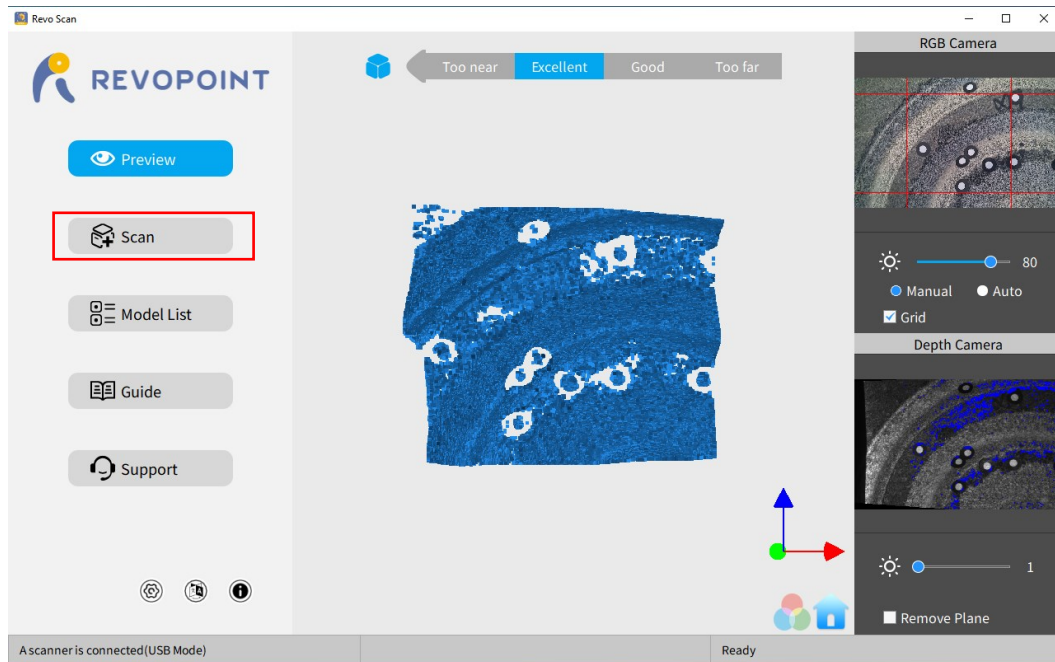 Revo Scan
REVOPOINT
Preview
Scan
Model List
Guide
Support
Too near Excellent Good Too far
RGB Camera
80
Manual Auto
Grid
Depth Camera
1
Remove Plane
A scanner is connected(USB Mode)
Ready